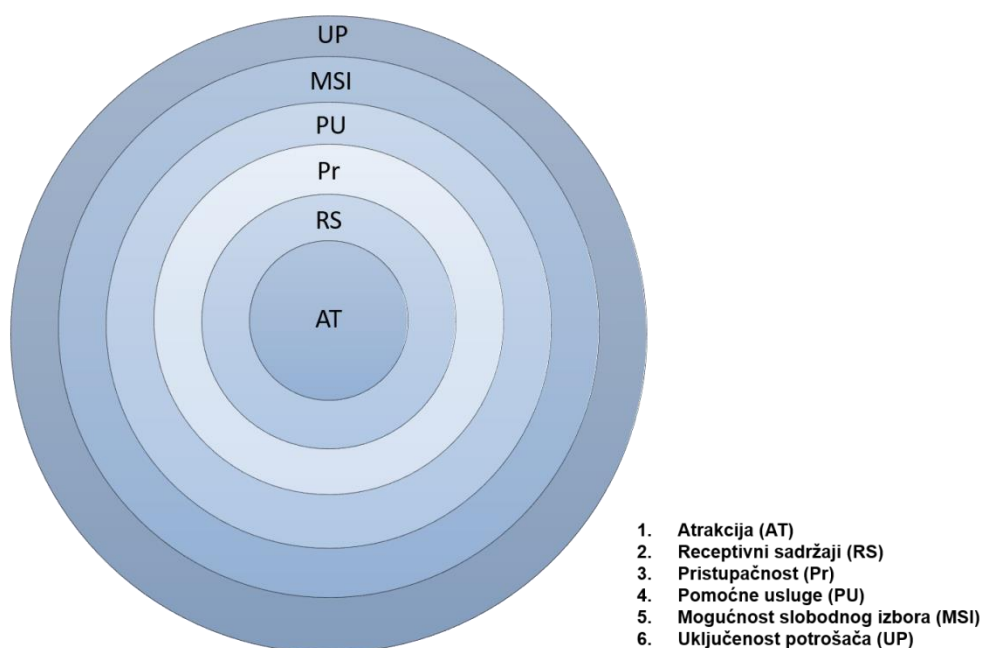 UP
MSI
PU
Pr
RS
AT
1. Atrakcija (AT)
2. Receptivni sadržaji (RS)
3. Pristupačnost (Pr)
4. Pomoćne usluge (PU)
5. Mogućnost slobodnog izbora (MSI)
6. Uključenost potrošača (UP)